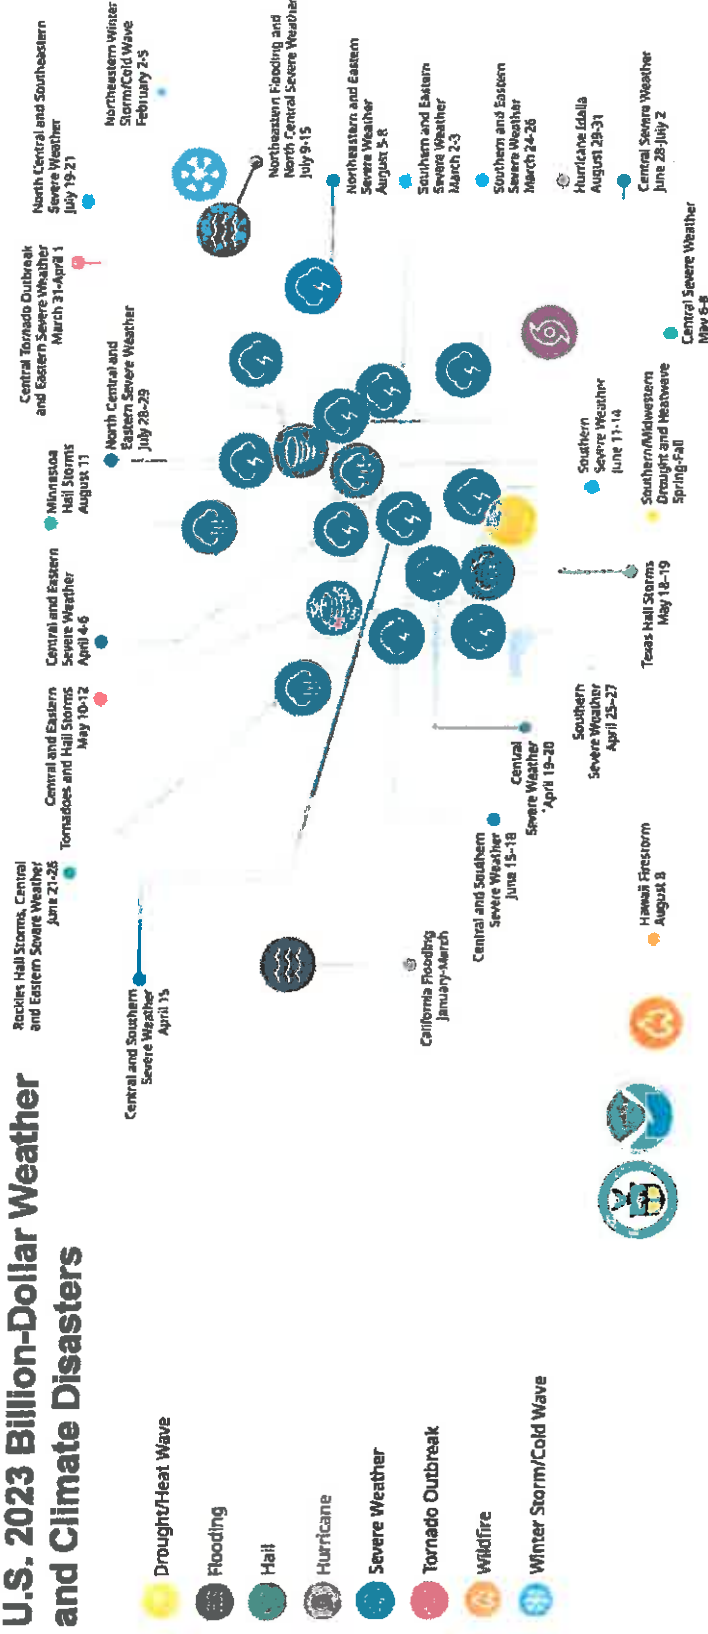 U.S. 2023 Billion-Dollar Weather
and Climate Disasters
Drought/Heat Wave
Flooding
Hail
Hurricane
Severe Weather
Tornado Outbreak
Wildfire
Winter Storm/Cold Wave
Rockies Hail Storms, Central
and Eastern Severe Weather
June 21-26
Central and Eastern
Tornadoes and Hail Storms
May 10-12
Central and Eastern
Severe Weather
April 4-6
Minnesota
Hail Storms
August 11
Central Tornado Outbreak
and Eastern Severe Weather
March 31-April 1
North Central and Southeastern
Severe Weather
July 19-21
Northeastern Winter
Storm/Cold Wave
February 2-5
North Central and
Eastern Severe Weather
July 28-29
Northeastern Flooding and
North Central Severe Weather
July 9-15
Northeastern and Eastern
Severe Weather
August 5-8
Southern and Eastern
Severe Weather
March 2-3
Southern and Eastern
Severe Weather
March 24-26
Hurricane Idalia
August 29-31
Central Severe Weather
June 28-July 2
Central Severe Weather
May 6-8
Southern/Midwestern
Drought and Heatwave
Spring-Fall
Southern
Severe Weather
June 11-14
Texas Hail Storms
May 18-19
Southern
Severe Weather
April 25-27
Central
Severe Weather
April 19-20
Central and Southern
Severe Weather
June 15-18
Central and Southern
Severe Weather
April 15
California Flooding
January-March
Hawaii Firestorm
August 8